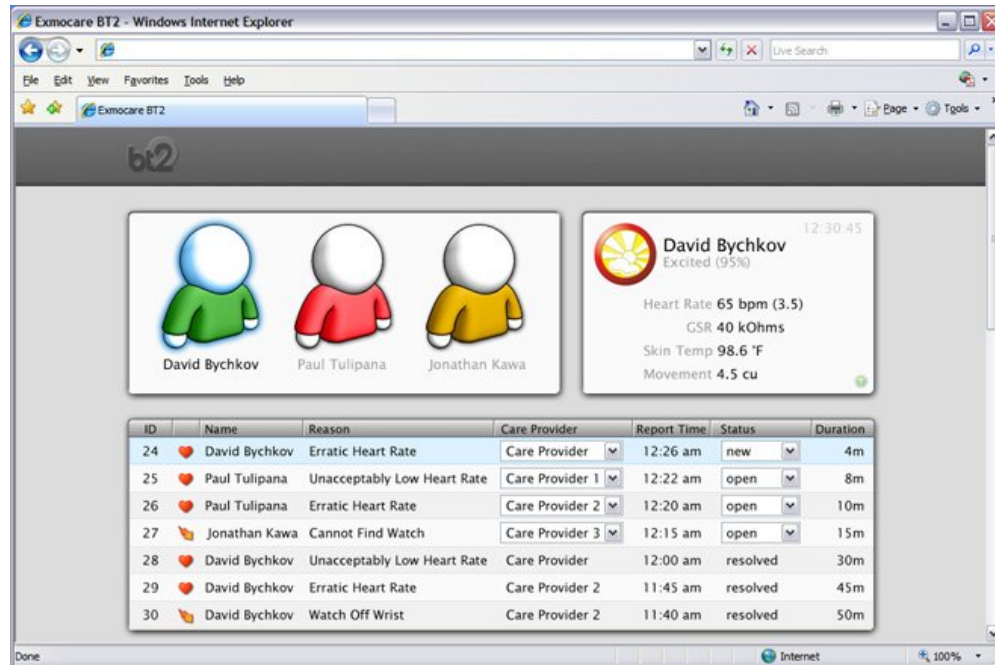 Exmocare BT2 - Windows Internet Explorer
Live Search
File Edit View Favorites Tools Help
Exmocare BT2
Page Tools
bt2
12:30:45
David Bychkov
Excited (95%)
Heart Rate 65 bpm (3.5)
GSR 40 kOhms
Skin Temp 98.6 °F
Movement 4.5 cu
David Bychkov Paul Tulipana Jonathan Kawa
ID Name Reason Care Provider Report Time Status Duration
24 David Bychkov Erratic Heart Rate Care Provider 12:26 am new 4m
25 Paul Tulipana Unacceptably Low Heart Rate Care Provider 1 12:22 am open 8m
26 Paul Tulipana Erratic Heart Rate Care Provider 2 12:20 am open 10m
27 Jonathan Kawa Cannot Find Watch Care Provider 3 12:15 am open 15m
28 David Bychkov Unacceptably Low Heart Rate Care Provider 12:00 am resolved 30m
29 David Bychkov Erratic Heart Rate Care Provider 2 11:45 am resolved 45m
30 David Bychkov Watch Off Wrist Care Provider 2 11:40 am resolved 50m
Done Internet 100%